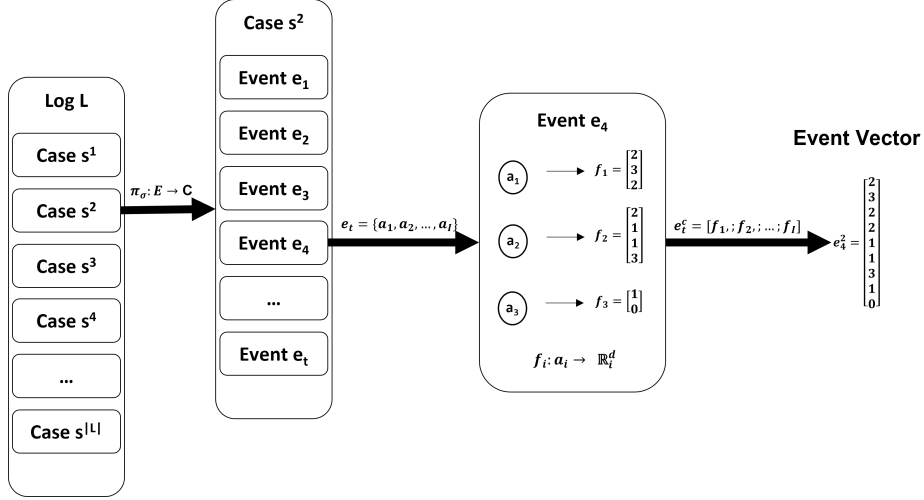 Log L
Case s¹
Case s²
Case s³
Case s⁴
...
Case s^|L|
π_σ: E → C
Case s²
Event e₁
Event e₂
Event e₃
Event e₄
...
Event e_t
e_t = {a₁, a₂, ..., a_I}
Event e₄
a₁ f₁ = [2 3 2]
a₂ f₂ = [2 1 1 3]
a₃ f₃ = [1 0]
f_i: a_i → ℝ_i^d
e_t^c = [f₁, ; f₂, ; ... ; f_I]
Event Vector
e₄² = [2 3 2 2 1 1 3 1 0]